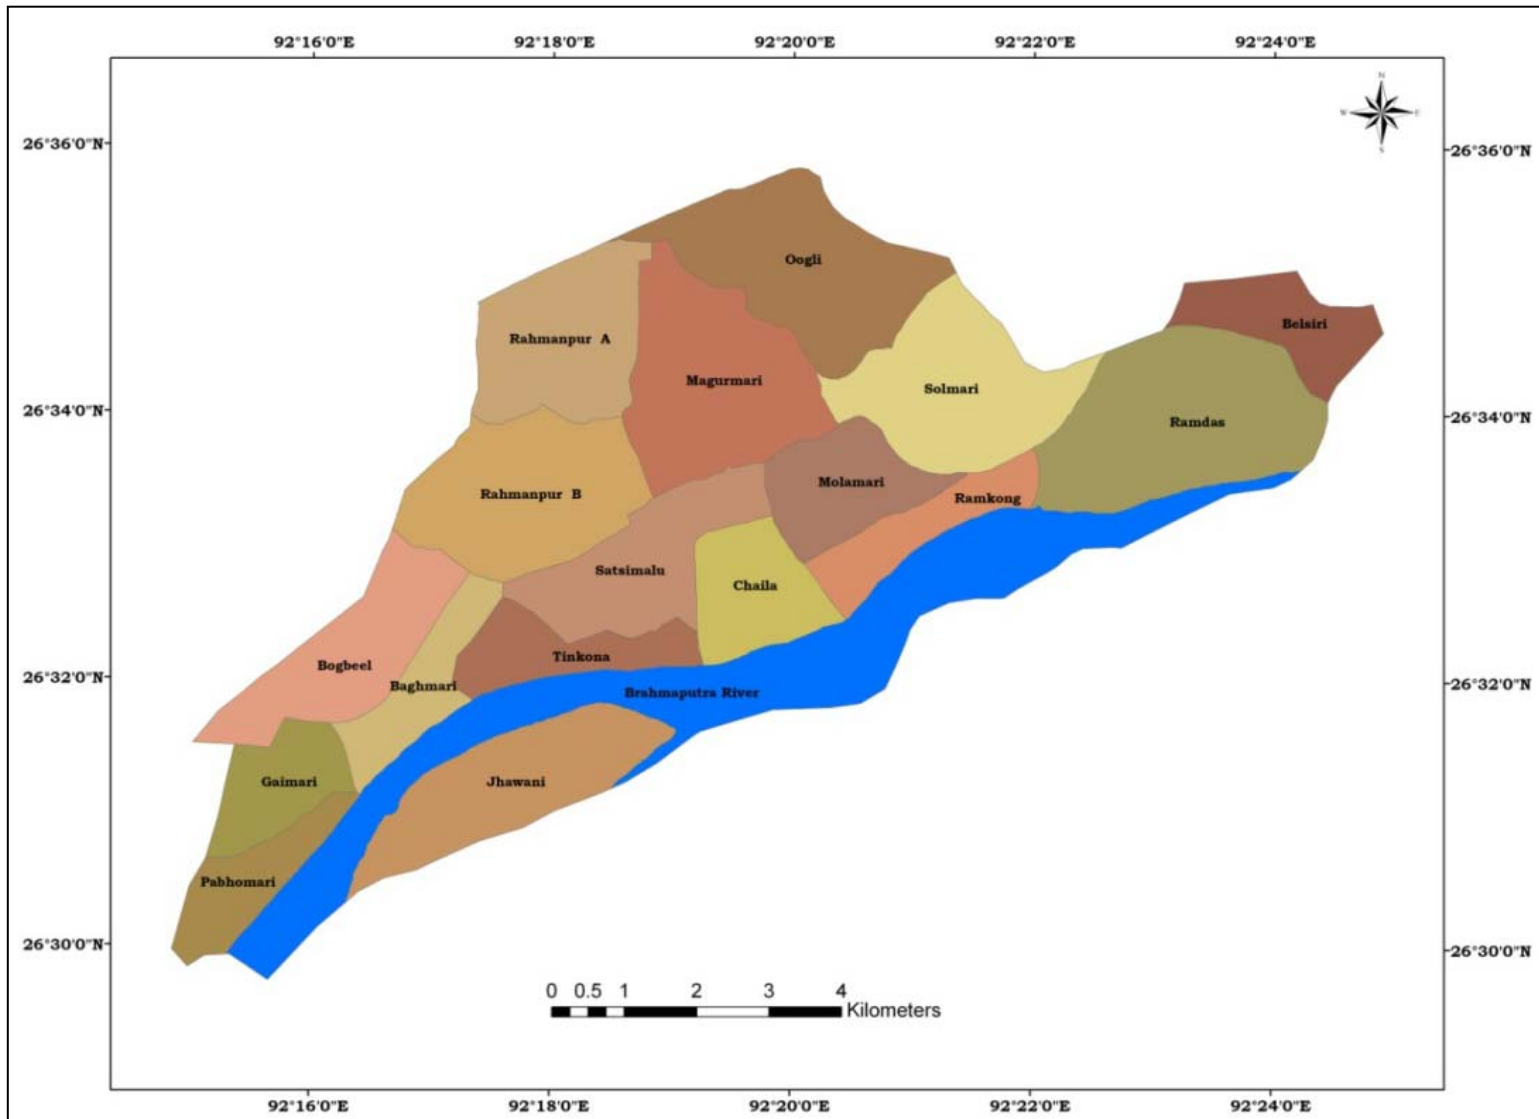 92°16'0"E 92°18'0"E 92°20'0"E 92°22'0"E 92°24'0"E
N
W E
S
26°36'0"N 26°36'0"N
Oogli
Belsiri
Rahmanpur A
Magurmari
Solmari
26°34'0"N 26°34'0"N
Ramdas
Molamari
Rahmanpur B
Ramkong
Satsimalu
Chaila
Tinkona
Bogbeel
26°32'0"N 26°32'0"N
Baghmari
Brahmaputra River
Gaimari
Jhawani
Pabhomari
26°30'0"N 26°30'0"N
0 0.5 1 2 3 4
Kilometers
92°16'0"E 92°18'0"E 92°20'0"E 92°22'0"E 92°24'0"E